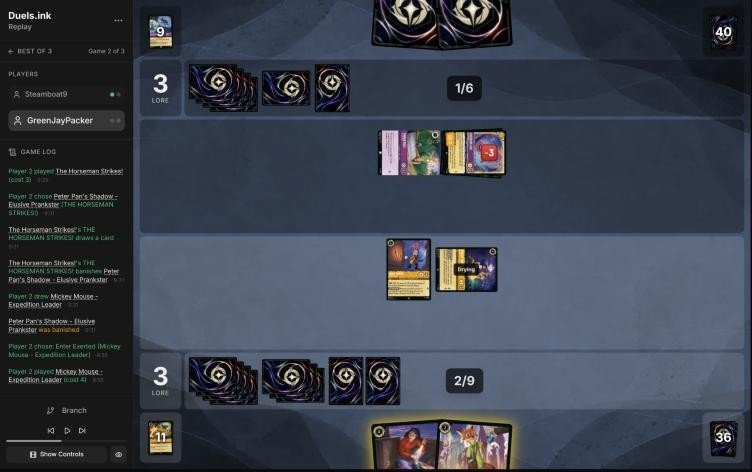 Duels.ink
Replay
BEST OF 3
Game 2 of 3
PLAYERS
Steamboat9
GreenJayPacker
GAME LOG
Player 2 played The Horseman Strikes!
(cost 3)
Player 2 chose Peter Pan's Shadow -
Elusive Prankster (THE HORSEMAN
STRIKES!)
The Horseman Strikes!'s THE
HORSEMAN STRIKES! draws a card
The Horseman Strikes!'s THE
HORSEMAN STRIKES! banishes Peter
Pan's Shadow - Elusive Prankster
Player 2 drew Mickey Mouse -
Expedition Leader
Peter Pan's Shadow - Elusive
Prankster was banished
Player 2 chose: Enter Exerted (Mickey
Mouse - Expedition Leader)
Player 2 played Mickey Mouse -
Expedition Leader (cost 4)
Branch
Show Controls
9
40
3
LORE
1/6
-3
Drying
3
LORE
2/9
11
36